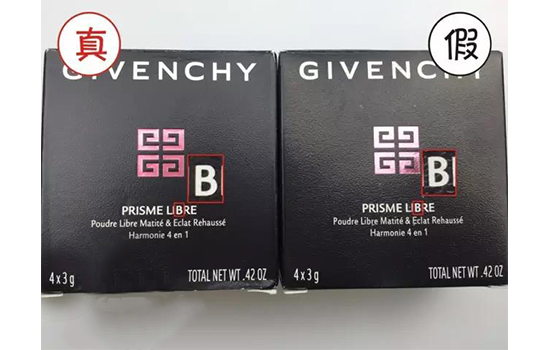 真
GIVENCHY
B
PRISME LIBRE
Poudre Libre Matité & Eclat Rehaussé
Harmonie 4 en 1
4 x 3 g
TOTAL NET WT .42 OZ
假
GIVENCHY
B
PRISME LIBRE
Poudre Libre Matité & Eclat Rehaussé
Harmonie 4 en 1
4 x 3 g
TOTAL NET WT .42 OZ